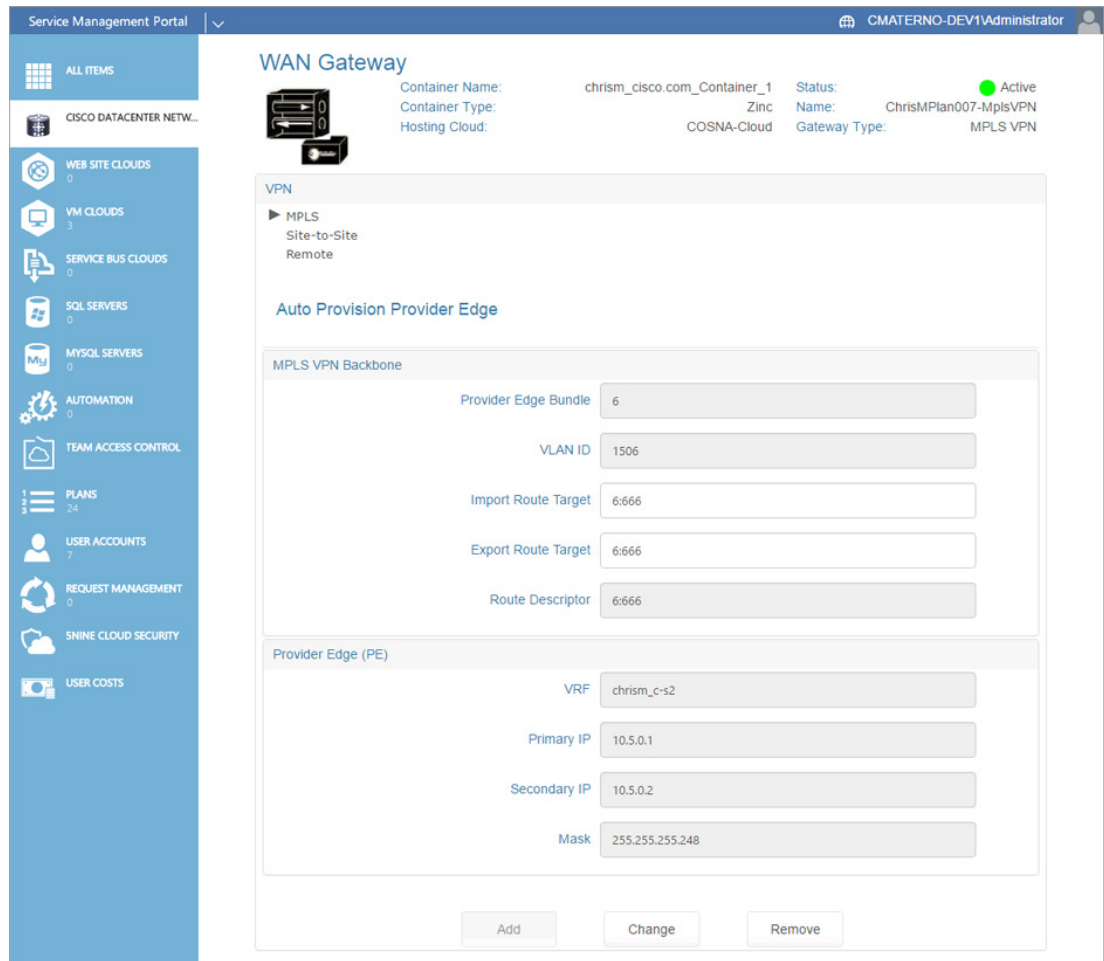 Service Management Portal
CMATERNO-DEV1\Administrator
ALL ITEMS
CISCO DATACENTER NETW...
WEB SITE CLOUDS
0
VM CLOUDS
3
SERVICE BUS CLOUDS
0
SQL SERVERS
0
My
MYSQL SERVERS
0
AUTOMATION
0
TEAM ACCESS CONTROL
1
2
3
PLANS
24
USER ACCOUNTS
7
REQUEST MANAGEMENT
0
5NINE CLOUD SECURITY
USER COSTS
WAN Gateway
Container Name: chrism_cisco.com_Container_1 Status: Active
Container Type: Zinc Name: ChrisMPlan007-MplsVPN
Hosting Cloud: COSNA-Cloud Gateway Type: MPLS VPN
VPN
MPLS
Site-to-Site
Remote
Auto Provision Provider Edge
MPLS VPN Backbone
Provider Edge Bundle 6
VLAN ID 1506
Import Route Target 6:666
Export Route Target 6:666
Route Descriptor 6:666
Provider Edge (PE)
VRF chrism_c-s2
Primary IP 10.5.0.1
Secondary IP 10.5.0.2
Mask 255.255.255.248
Add Change Remove